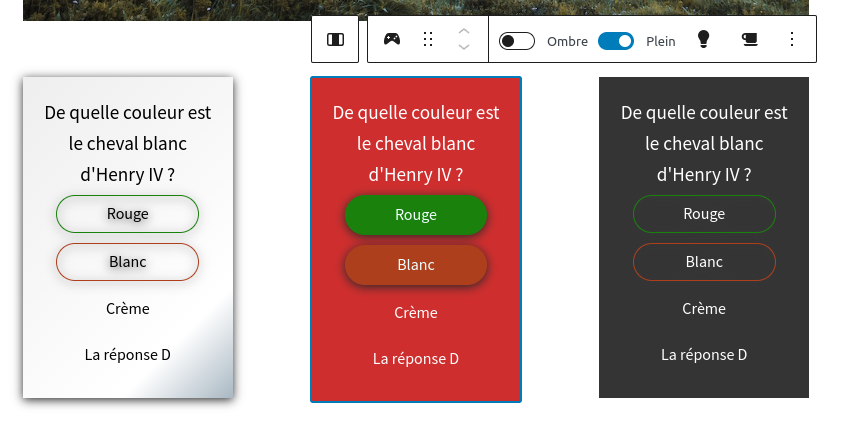 Ombre
Plein
De quelle couleur est
le cheval blanc
d'Henry IV ?
Rouge
Blanc
Crème
La réponse D
De quelle couleur est
le cheval blanc
d'Henry IV ?
Rouge
Blanc
Crème
La réponse D
De quelle couleur est
le cheval blanc
d'Henry IV ?
Rouge
Blanc
Crème
La réponse D